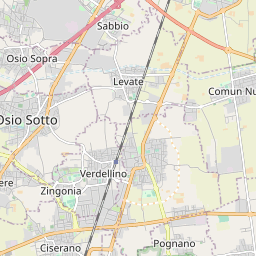 Sabbio
Osio Sopra
Levate
Comun Nu
Osio Sotto
Verdellino
ere
Zingonia
Ciserano
Pognano